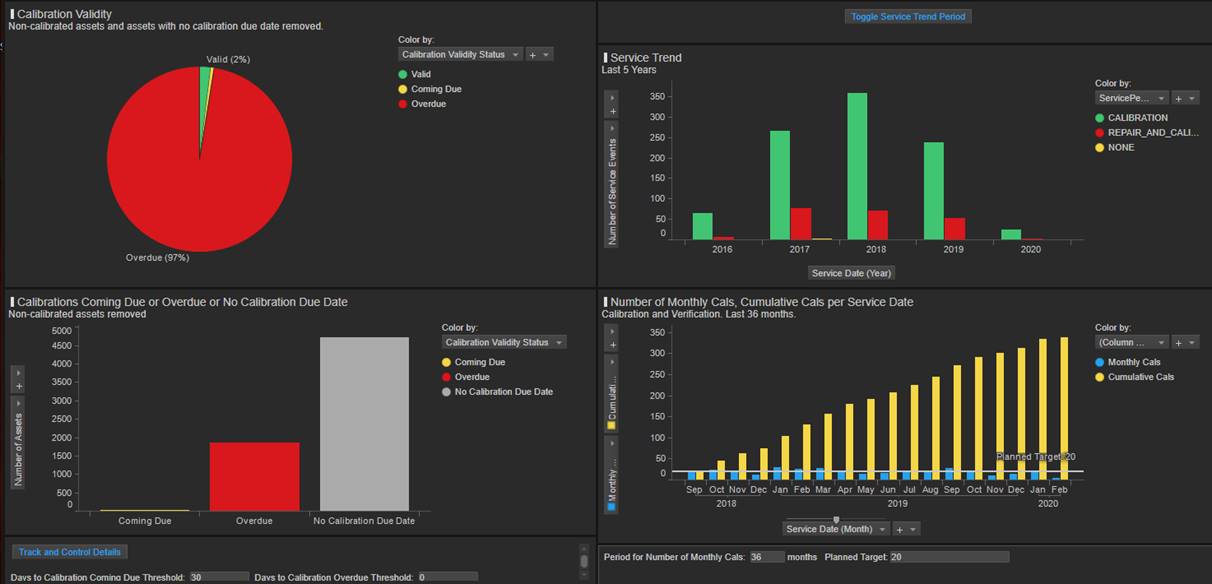 Calibration Validity
Non-calibrated assets and assets with no calibration due date removed.
Valid (2%)
Overdue (97%)
Color by:
Calibration Validity Status
+
Valid
Coming Due
Overdue
Toggle Service Trend Period
Service Trend
Last 5 Years
+
Number of Service Events
350
300
250
200
150
100
50
0
2016 2017 2018 2019 2020
Service Date (Year)
Color by:
ServicePe...
+
CALIBRATION
REPAIR_AND_CALI...
NONE
Calibrations Coming Due or Overdue or No Calibration Due Date
Non-calibrated assets removed
+
Number of Assets
5000
4500
4000
3500
3000
2500
2000
1500
1000
500
0
Coming Due Overdue No Calibration Due Date
Color by:
Calibration Validity Status
Coming Due
Overdue
No Calibration Due Date
Number of Monthly Cals, Cumulative Cals per Service Date
Calibration and Verification. Last 36 months.
+
Cumulati...
Monthly ...
350
300
250
200
150
100
50
0
Planned Target: 20
Sep Oct Nov Dec Jan Feb Mar Apr May Jun Jul Aug Sep Oct Nov Dec Jan Feb
2018 2019 2020
Service Date (Month)
+
Color by:
(Column ...
+
Monthly Cals
Cumulative Cals
Track and Control Details
Days to Calibration Coming Due Threshold: 30 Days to Calibration Overdue Threshold: 0
Period for Number of Monthly Cals: 36 months Planned Target: 20